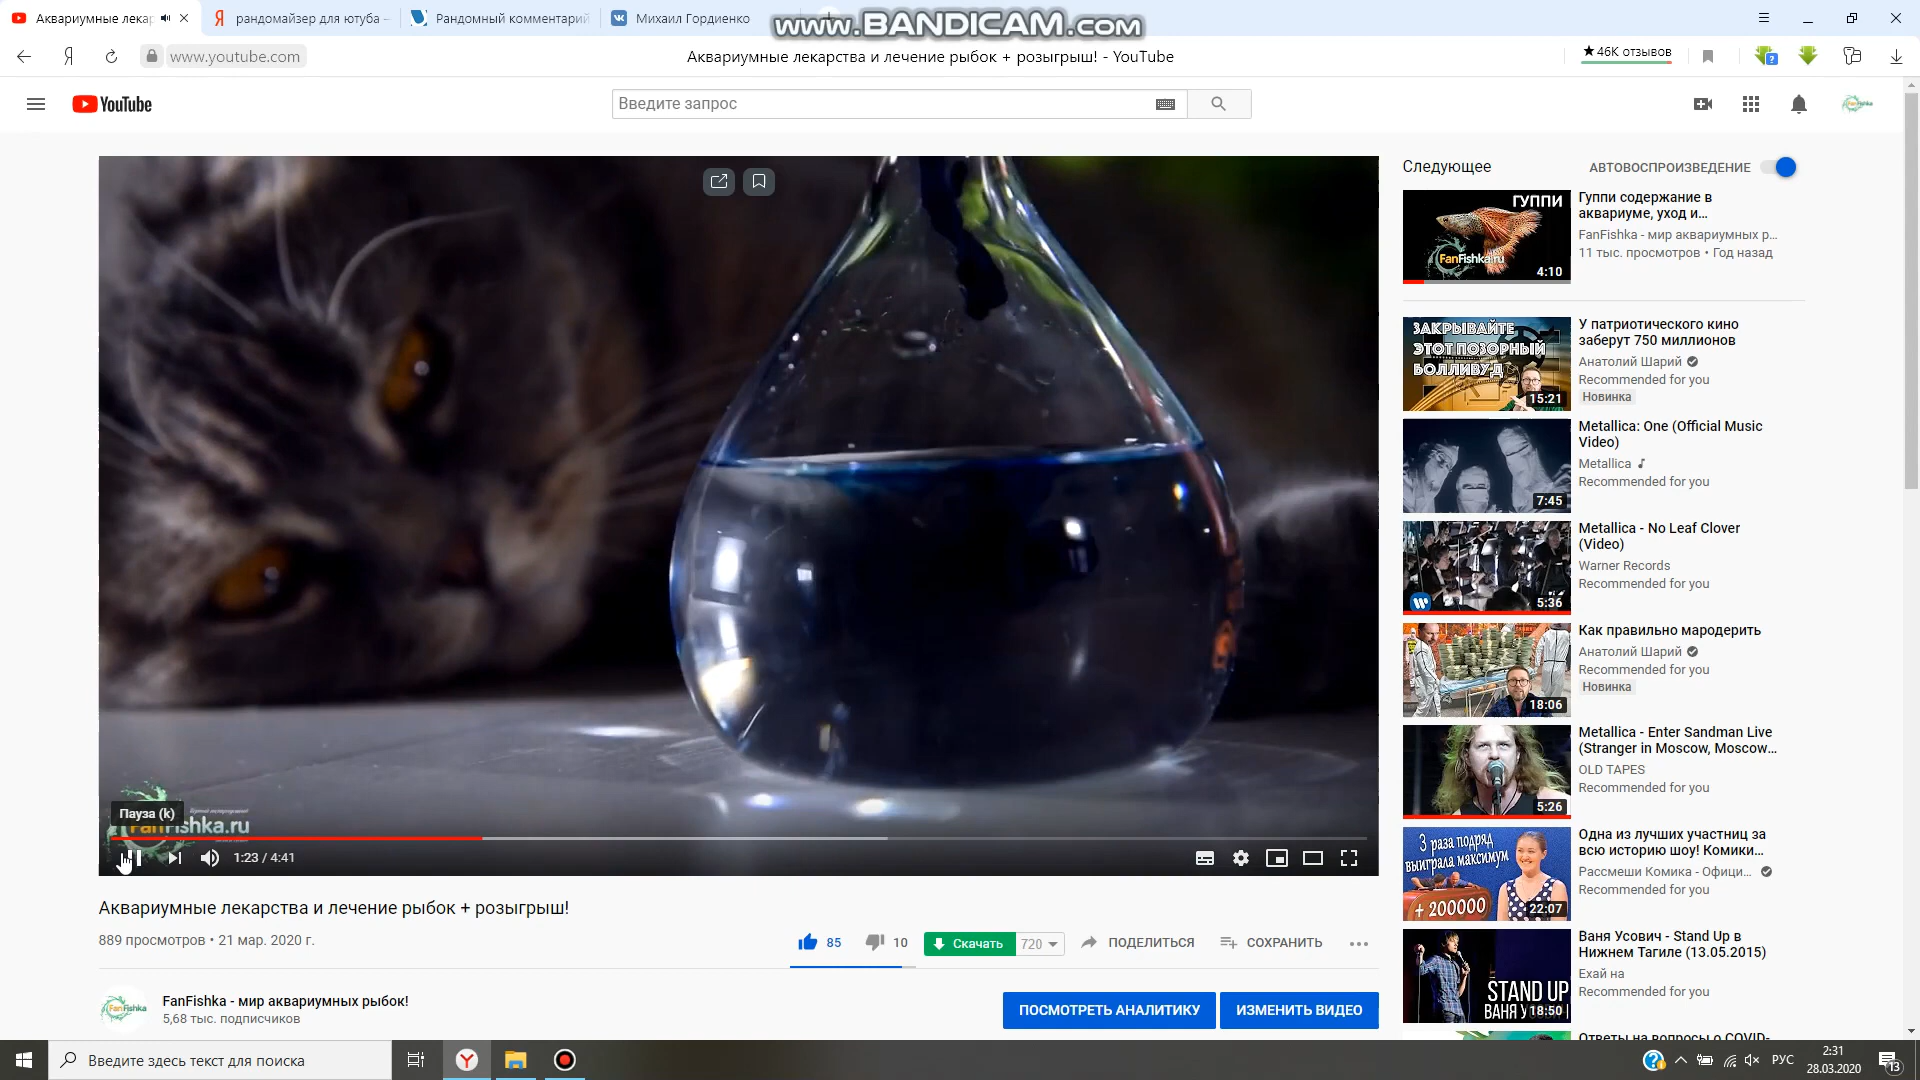 Аквариумные лекар
рандомайзер для ютуба –
Рандомный комментарий
Михаил Гордиенко
www.BANDICAM.com
www.youtube.com
Аквариумные лекарства и лечение рыбок + розыгрыш! - YouTube
★ 46K отзывов
YouTube
Введите запрос
Следующее
АВТОВОСПРОИЗВЕДЕНИЕ
ГУППИ
FanFishka.ru
4:10
Гуппи содержание в
аквариуме, уход и...
FanFishka - мир аквариумных р...
11 тыс. просмотров • Год назад
ЗАКРЫВАЙТЕ
ЭТОТ ПОЗОРНЫЙ
БОЛЛИВУД
15:21
У патриотического кино
заберут 750 миллионов
Анатолий Шарий
Recommended for you
Новинка
7:45
Metallica: One (Official Music
Video)
Metallica
Recommended for you
5:36
Metallica - No Leaf Clover
(Video)
Warner Records
Recommended for you
18:06
Как правильно мародерить
Анатолий Шарий
Recommended for you
Новинка
5:26
Metallica - Enter Sandman Live
(Stranger in Moscow, Moscow...
OLD TAPES
Recommended for you
3 раза подряд
выиграла максимум
+ 200000
22:07
Одна из лучших участниц за
всю историю шоу! Комики...
Рассмеши Комика - Офици...
Recommended for you
STAND UP
ВАНЯ У
18:50
Ваня Усович - Stand Up в
Нижнем Тагиле (13.05.2015)
Ехай на
Recommended for you
Ответы на вопросы о COVID-
Пауза (k)
FanFishka.ru
1:23 / 4:41
Аквариумные лекарства и лечение рыбок + розыгрыш!
889 просмотров • 21 мар. 2020 г.
85
10
Скачать
720
ПОДЕЛИТЬСЯ
СОХРАНИТЬ
FanFishka - мир аквариумных рыбок!
5,68 тыс. подписчиков
ПОСМОТРЕТЬ АНАЛИТИКУ
ИЗМЕНИТЬ ВИДЕО
Введите здесь текст для поиска
РУС
2:31
28.03.2020
13